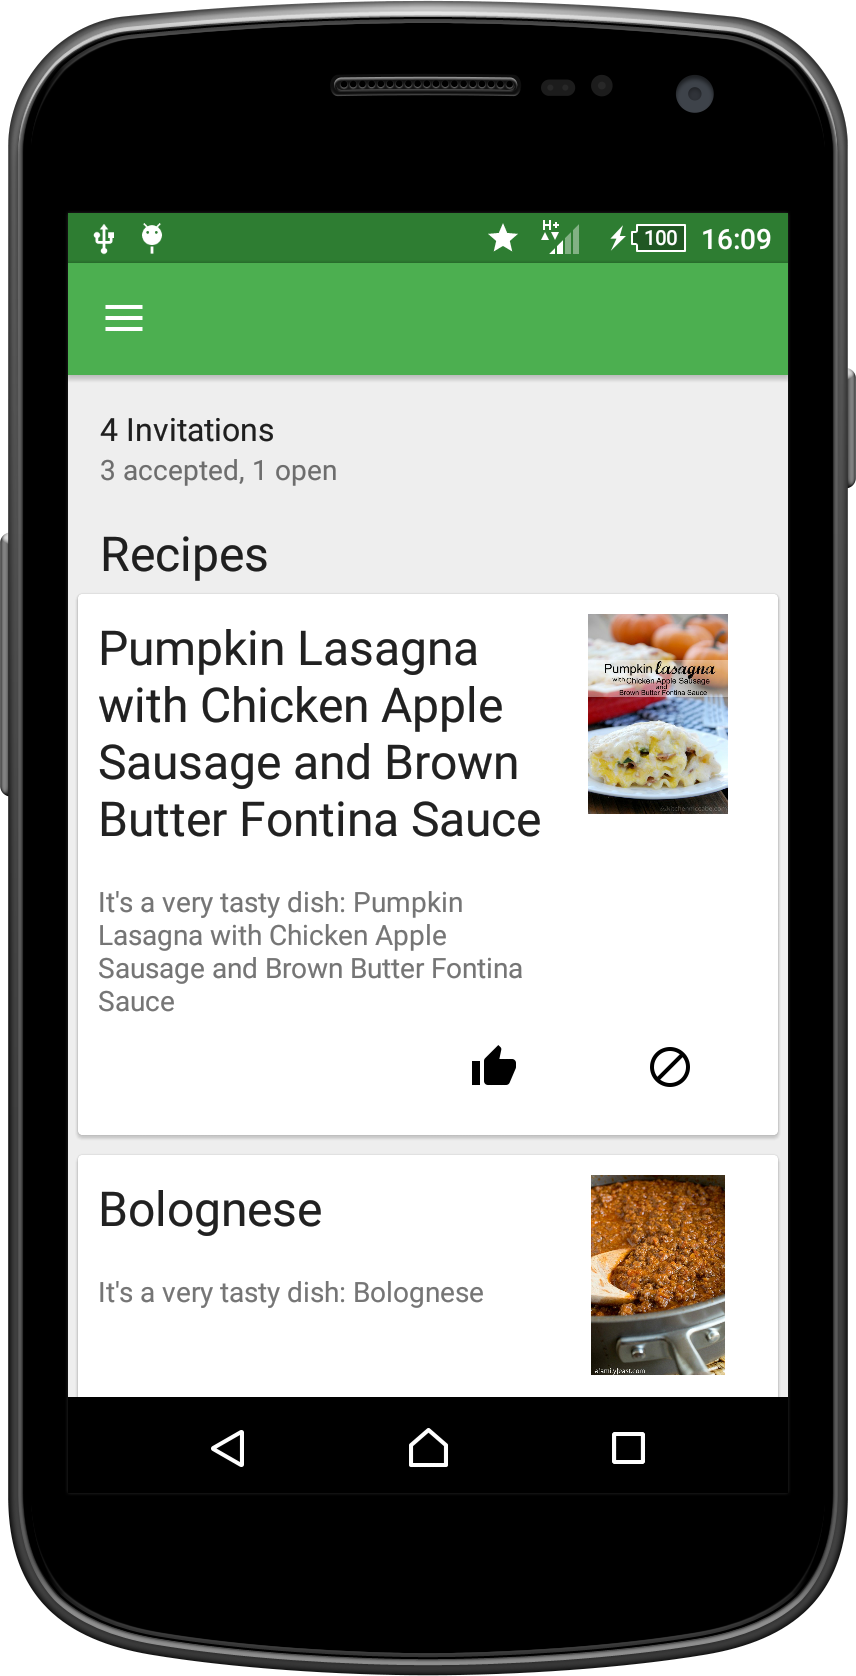 H+
100
16:09
4 Invitations
3 accepted, 1 open
Recipes
Pumpkin Lasagna
with Chicken Apple
Sausage and Brown
Butter Fontina Sauce
Pumpkin lasagna
with Chicken Apple Sausage
and
Brown Butter Fontina Sauce
It's a very tasty dish: Pumpkin
Lasagna with Chicken Apple
Sausage and Brown Butter Fontina
Sauce
Bolognese
It's a very tasty dish: Bolognese